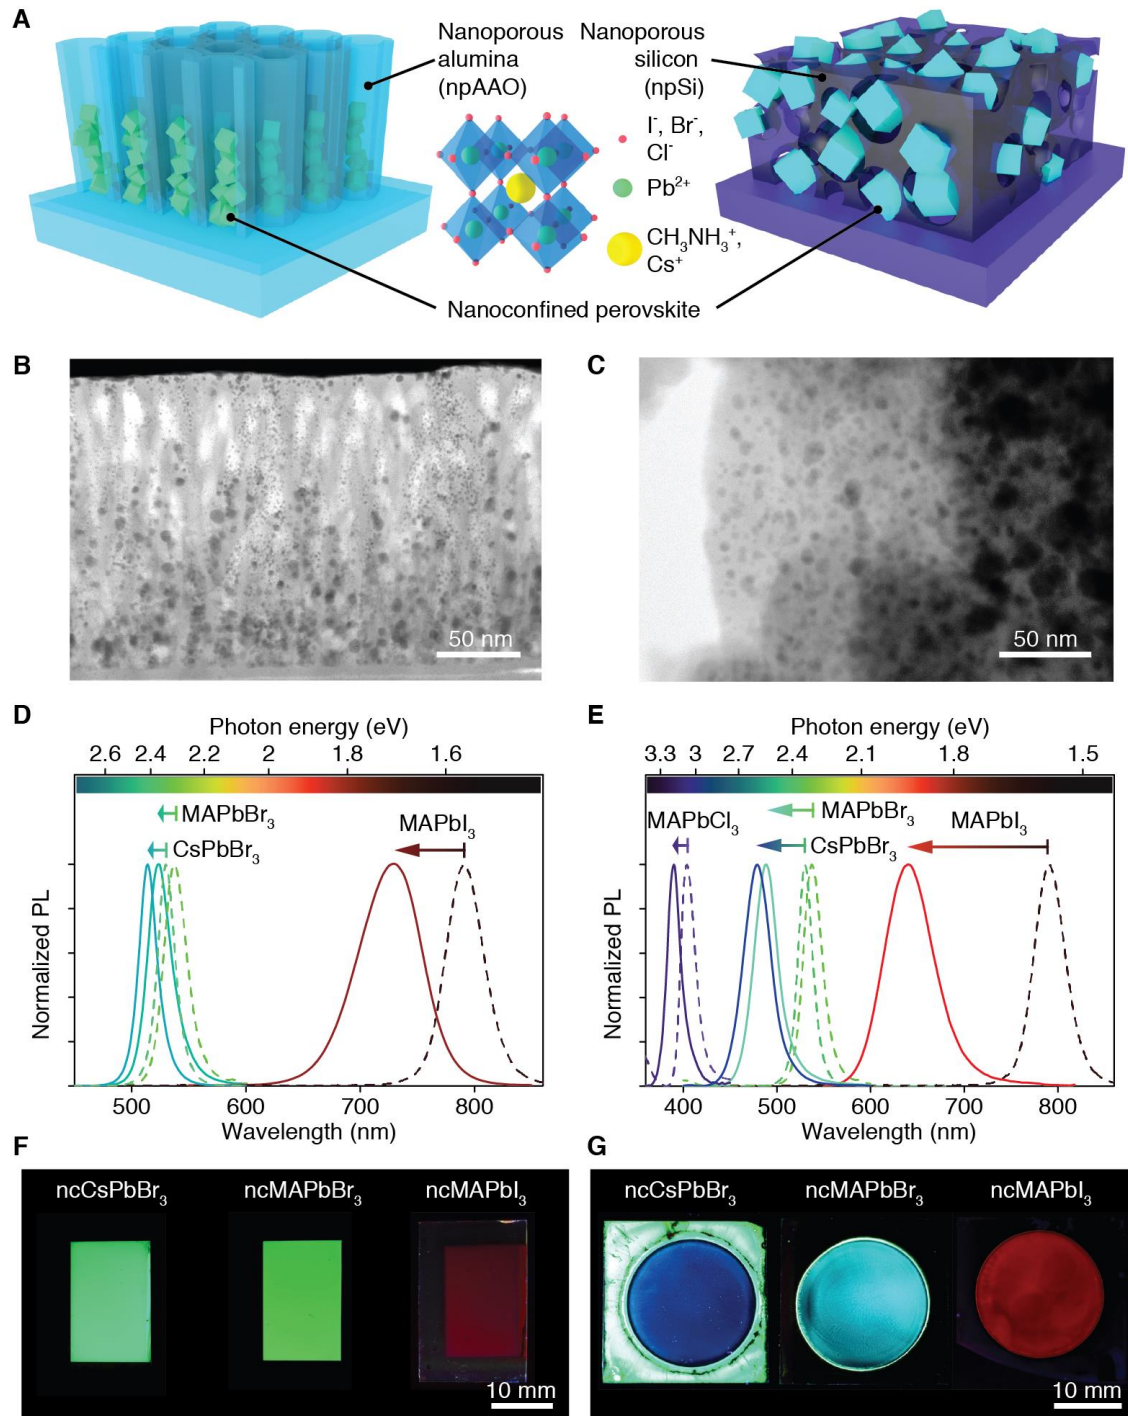 A
Nanoporous
alumina
(npAAO)
Nanoporous
silicon
(npSi)
I⁻, Br⁻,
Cl⁻
Pb²⁺
CH₃NH₃⁺,
Cs⁺
Nanoconfined perovskite
B
50 nm
C
50 nm
D
Photon energy (eV)
2.6 2.4 2.2 2 1.8 1.6
MAPbBr₃
CsPbBr₃
MAPbI₃
Normalized PL
500 600 700 800
Wavelength (nm)
E
Photon energy (eV)
3.3 3 2.7 2.4 2.1 1.8 1.5
MAPbCl₃
MAPbBr₃
CsPbBr₃
MAPbI₃
Normalized PL
400 500 600 700 800
Wavelength (nm)
F
ncCsPbBr₃ ncMAPbBr₃ ncMAPbI₃
10 mm
G
ncCsPbBr₃ ncMAPbBr₃ ncMAPbI₃
10 mm